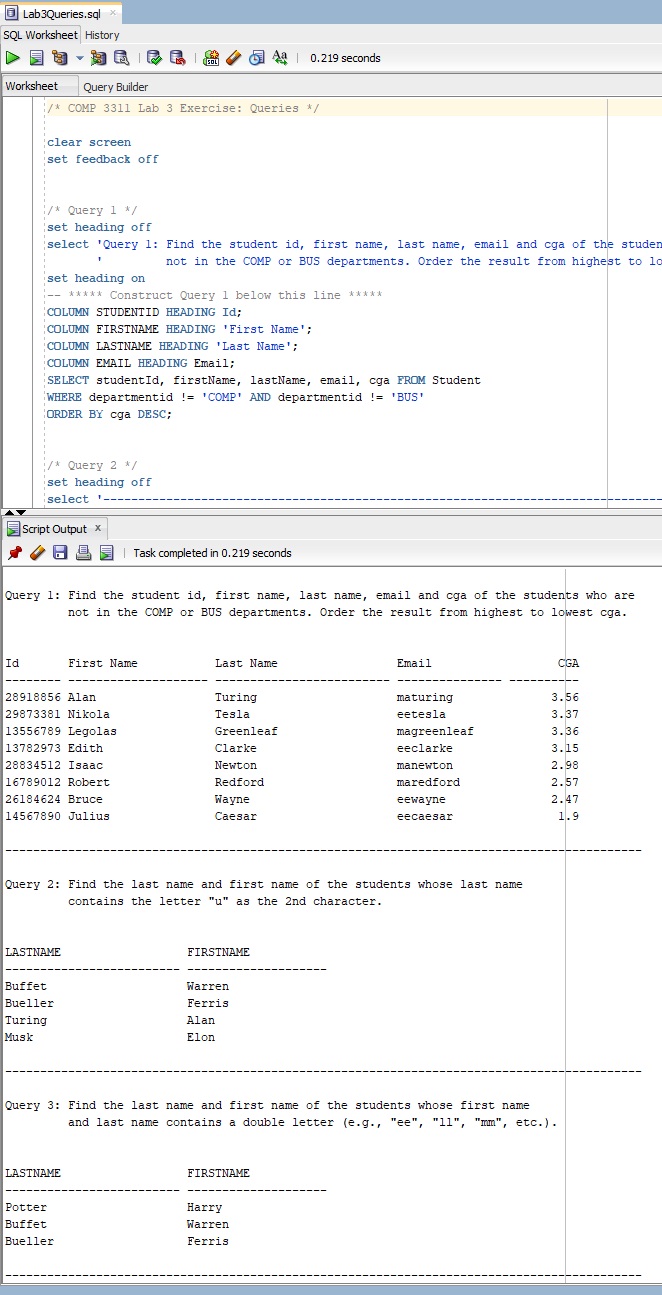 Lab3Queries.sql ×
SQL Worksheet History
SQL Aa 0.219 seconds
Worksheet Query Builder
/* COMP 3311 Lab 3 Exercise: Queries */
clear screen
set feedback off
/* Query 1 */
set heading off
select 'Query 1: Find the student id, first name, last name, email and cga of the studen
' not in the COMP or BUS departments. Order the result from highest to lo
set heading on
-- ***** Construct Query 1 below this line *****
COLUMN STUDENTID HEADING Id;
COLUMN FIRSTNAME HEADING 'First Name';
COLUMN LASTNAME HEADING 'Last Name';
COLUMN EMAIL HEADING Email;
SELECT studentId, firstName, lastName, email, cga FROM Student
WHERE departmentid != 'COMP' AND departmentid != 'BUS'
ORDER BY cga DESC;
/* Query 2 */
set heading off
select '--------------------------------------------------------------------------------
Script Output x
Task completed in 0.219 seconds
Query 1: Find the student id, first name, last name, email and cga of the students who are
not in the COMP or BUS departments. Order the result from highest to lowest cga.
Id First Name Last Name Email CGA
-------- -------------------- ------------------------- --------------- ----------
28918856 Alan Turing maturing 3.56
29873381 Nikola Tesla eetesla 3.37
13556789 Legolas Greenleaf magreenleaf 3.36
13782973 Edith Clarke eeclarke 3.15
28834512 Isaac Newton manewton 2.98
16789012 Robert Redford maredford 2.57
26184624 Bruce Wayne eewayne 2.47
14567890 Julius Caesar eecaesar 1.9
-------------------------------------------------------------------------------------------
Query 2: Find the last name and first name of the students whose last name
contains the letter "u" as the 2nd character.
LASTNAME FIRSTNAME
------------------------- --------------------
Buffet Warren
Bueller Ferris
Turing Alan
Musk Elon
-------------------------------------------------------------------------------------------
Query 3: Find the last name and first name of the students whose first name
and last name contains a double letter (e.g., "ee", "ll", "mm", etc.).
LASTNAME FIRSTNAME
------------------------- --------------------
Potter Harry
Buffet Warren
Bueller Ferris
-------------------------------------------------------------------------------------------